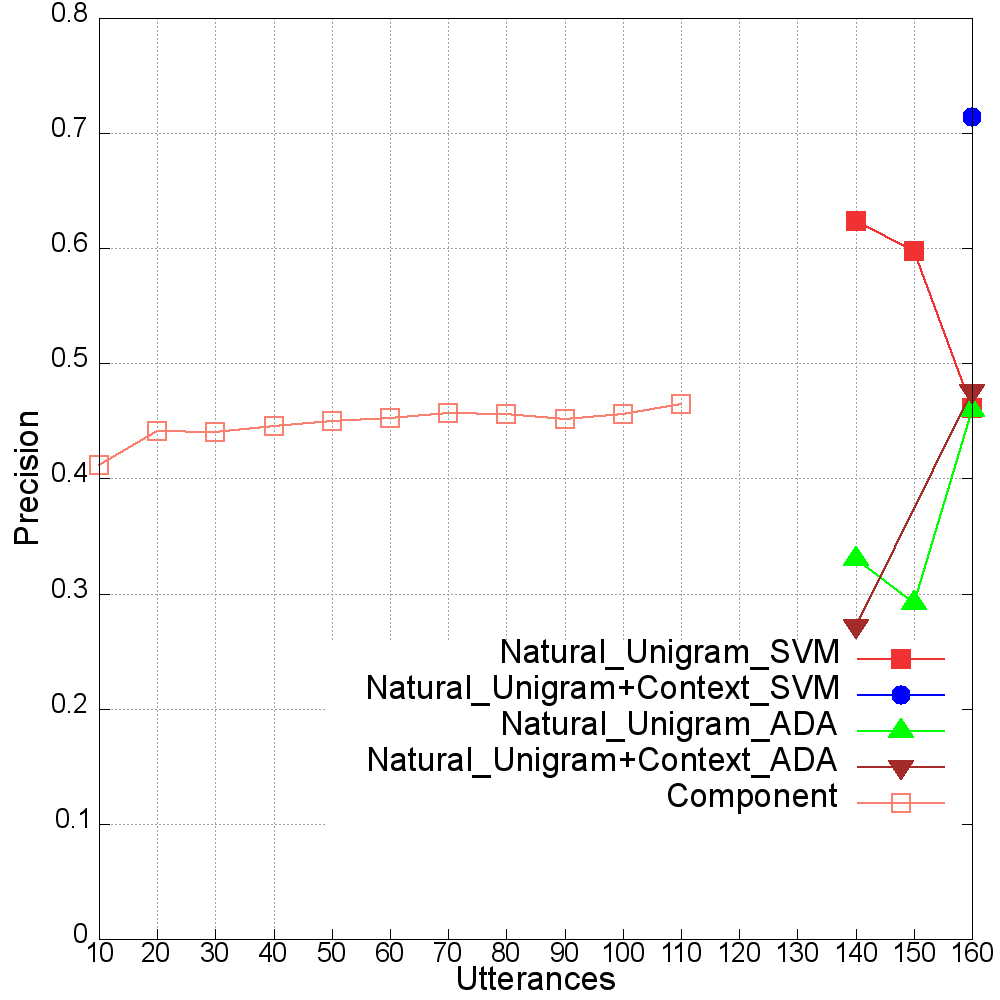 0.8
0.7
0.6
0.5
0.4
0.3
0.2
0.1
0
Precision
Natural_Unigram_SVM
Natural_Unigram+Context_SVM
Natural_Unigram_ADA
Natural_Unigram+Context_ADA
Component
10 20 30 40 50 60 70 80 90 100 110 120 130 140 150 160
Utterances